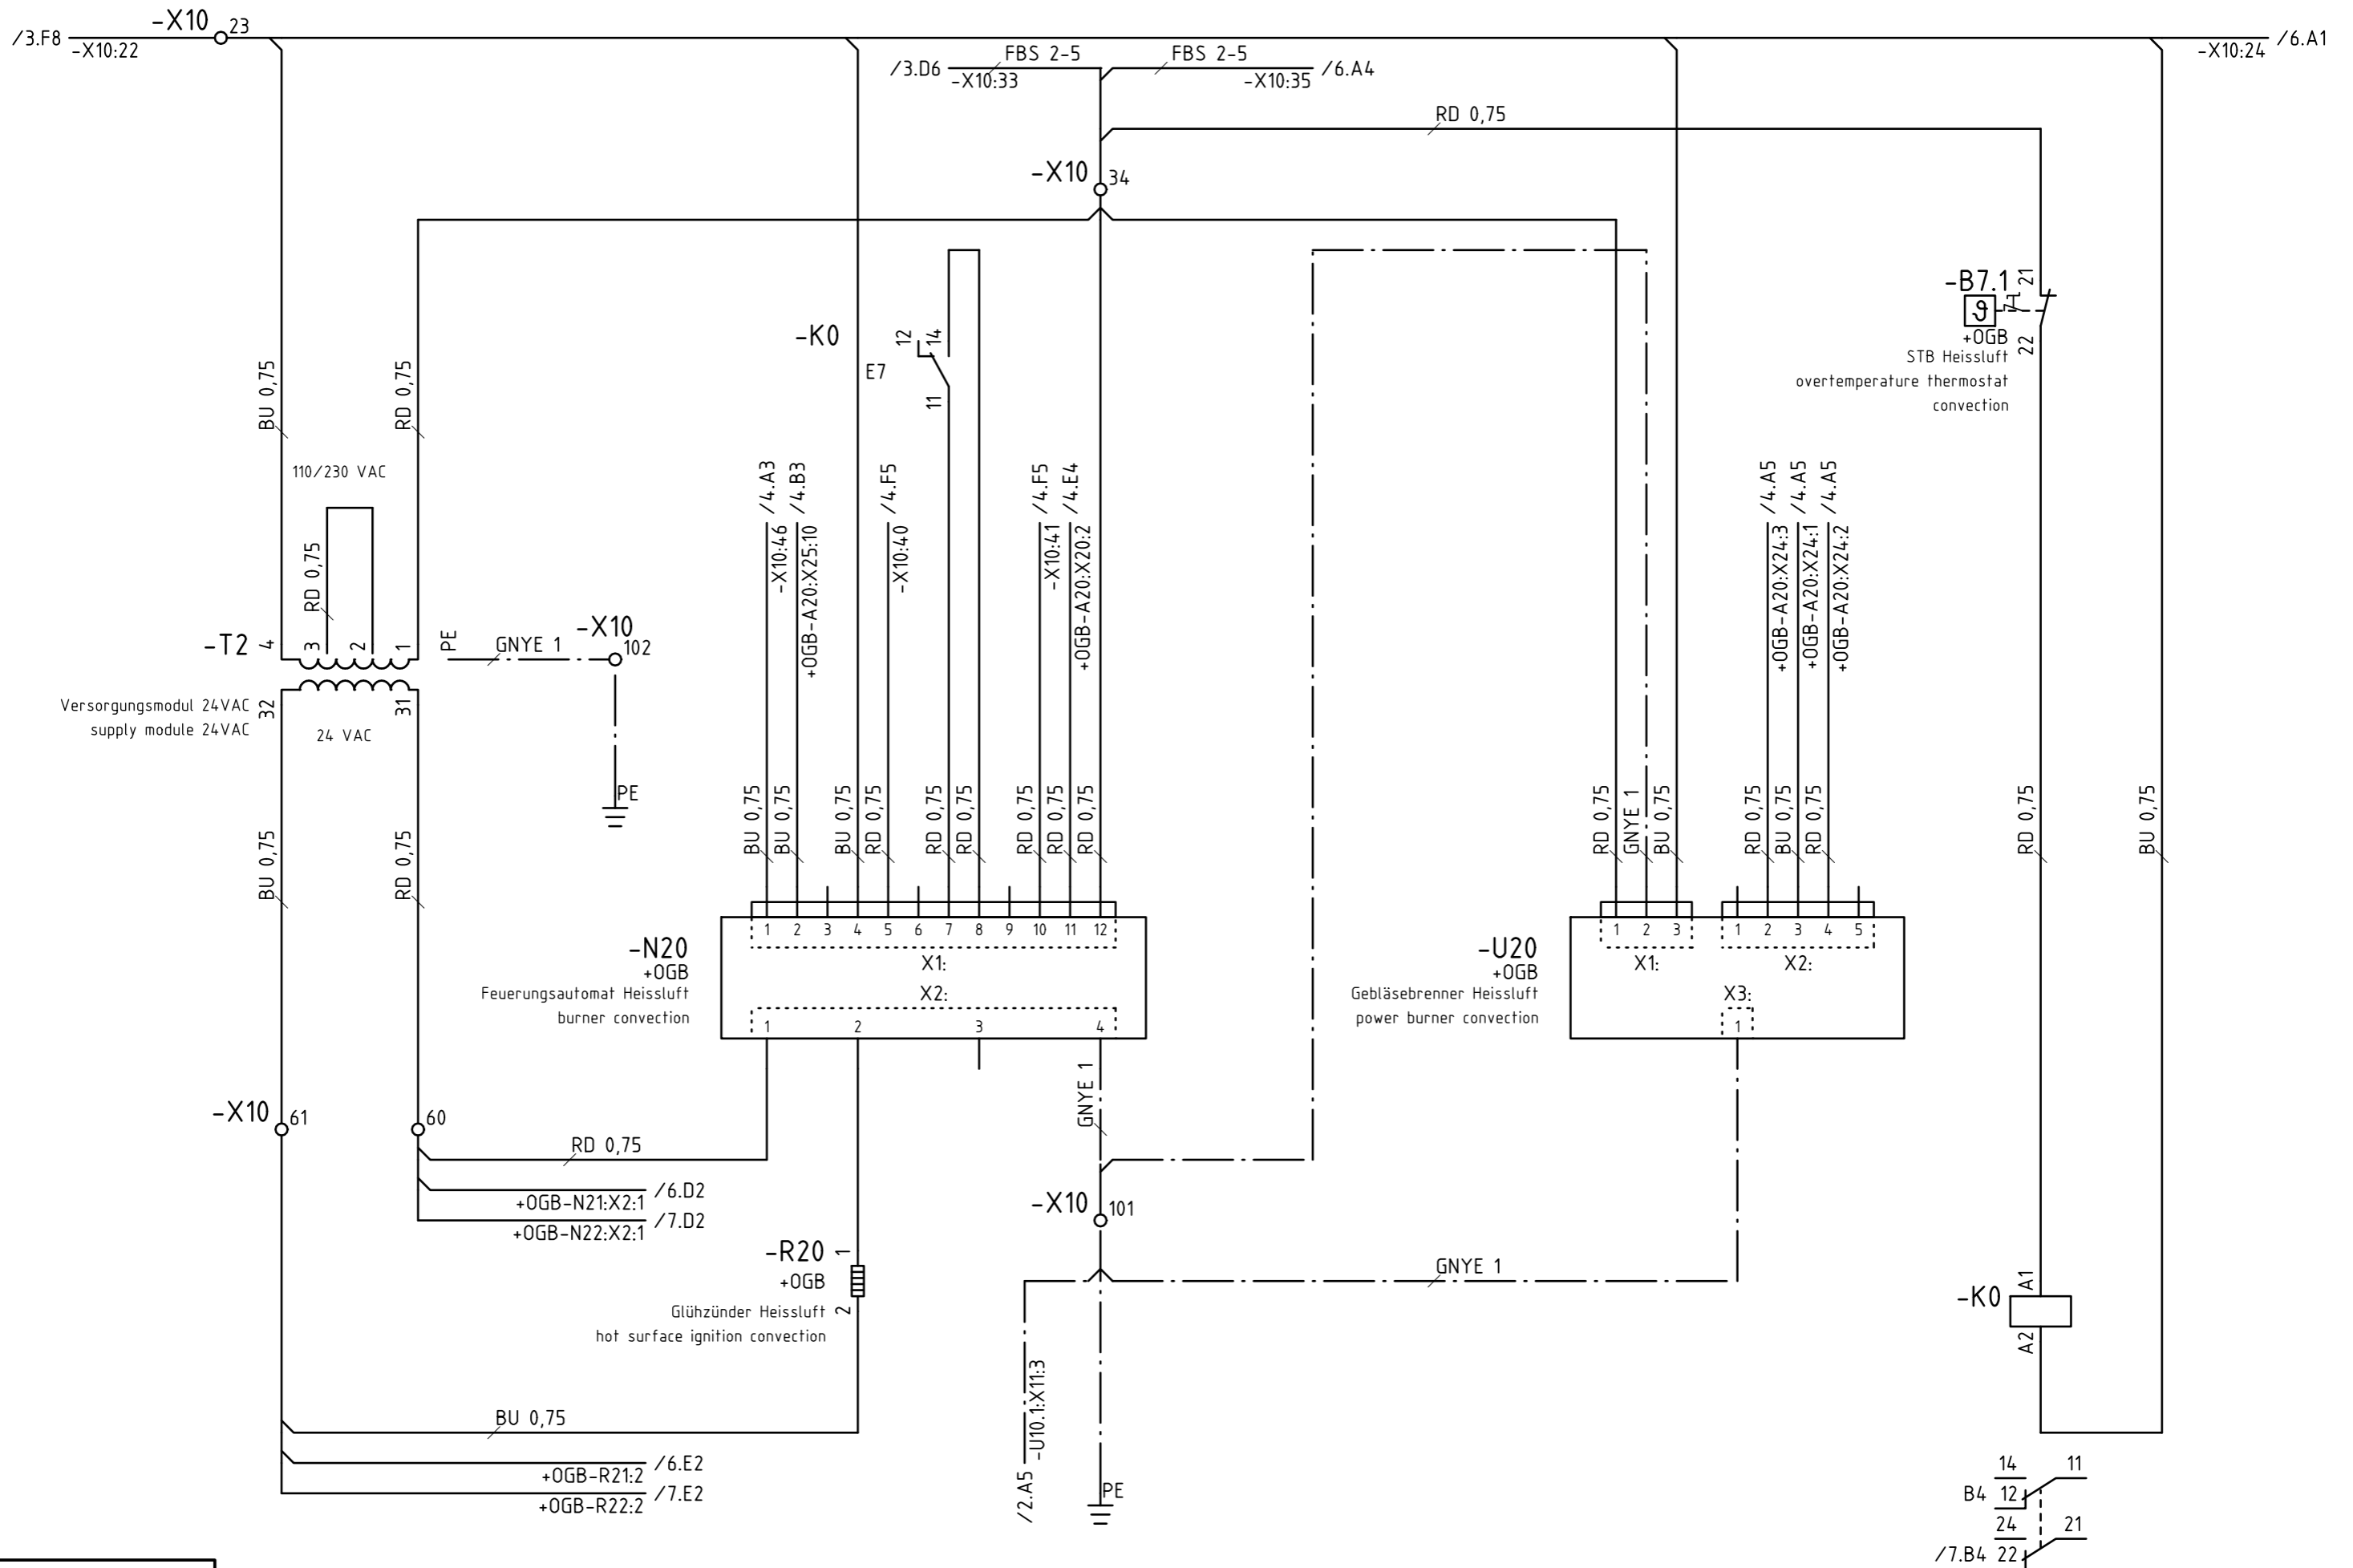 -X10 23
/3.F8
-X10:22
/6.A1
-X10:24
FBS 2-5
FBS 2-5
/3.D6
-X10:33
/6.A4
-X10:35
RD 0,75
-X10 34
-B7.1
21
22
ϑ
+OGB
STB Heissluft
overtemperature thermostat
convection
-K0
12
14
11
E7
BU 0,75
RD 0,75
110/230 VAC
RD 0,75
-T2
4
3
2
1
PE
GNYE 1
-X10
102
PE
32
31
Versorgungsmodul 24VAC
supply module 24VAC
24 VAC
/4.A3
/4.B3
/4.F5
/4.F5
/4.E4
-X10:46
+OGB-A20:X25:10
-X10:40
-X10:41
+OGB-A20:X20:2
/4.A5
/4.A5
/4.A5
+OGB-A20:X24:3
+OGB-A20:X24:1
+OGB-A20:X24:2
BU 0,75
RD 0,75
BU 0,75
BU 0,75
BU 0,75
RD 0,75
RD 0,75
RD 0,75
RD 0,75
RD 0,75
RD 0,75
RD 0,75
GNYE 1
BU 0,75
RD 0,75
BU 0,75
RD 0,75
RD 0,75
BU 0,75
1 2 3 4 5 6 7 8 9 10 11 12
X1:
-N20
+OGB
Feuerungsautomat Heissluft
burner convection
X2:
1 2 3 4
1 2 3
1 2 3 4 5
X1:
X2:
-U20
+OGB
Gebläsebrenner Heissluft
power burner convection
X3:
1
GNYE 1
-X10 61
60
RD 0,75
/6.D2
+OGB-N21:X2:1
/7.D2
+OGB-N22:X2:1
-X10 101
-R20
1
+OGB
2
Glühzünder Heissluft
hot surface ignition convection
GNYE 1
-K0
A1
A2
-U10.1:X11:3
/2.A5
PE
BU 0,75
/6.E2
+OGB-R21:2
/7.E2
+OGB-R22:2
14 11
B4 12
24 21
/7.B4 22